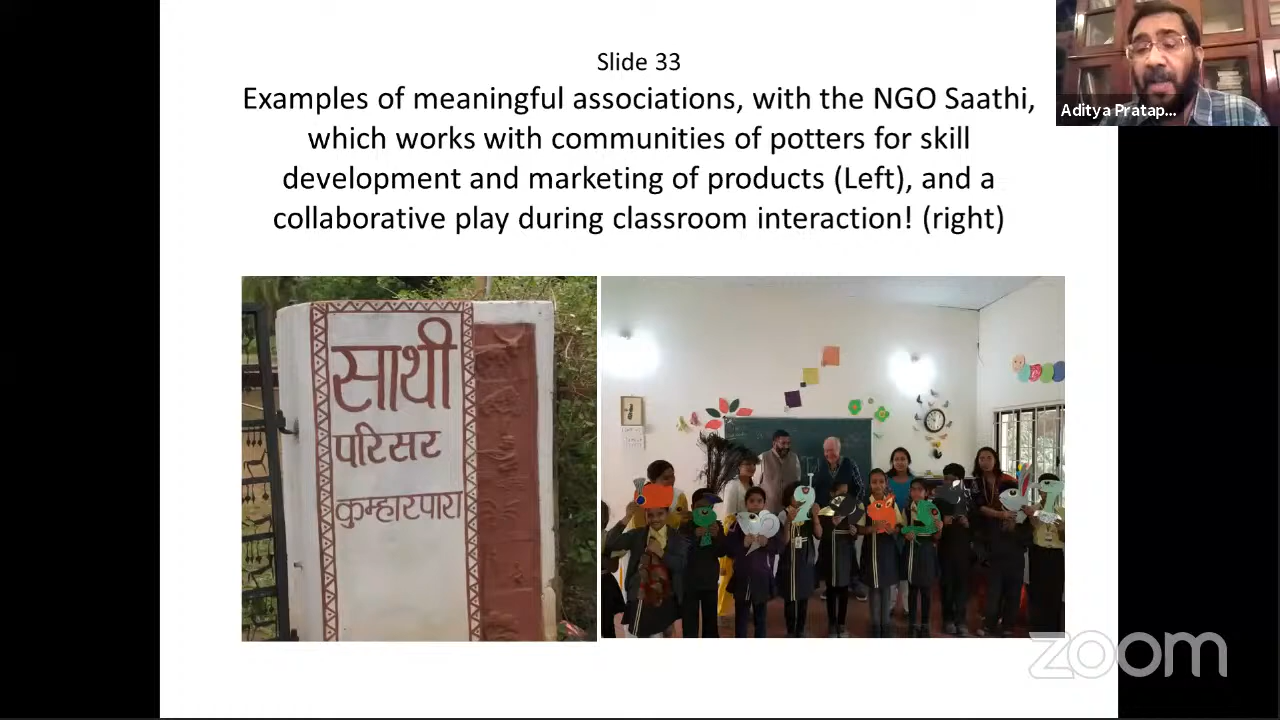 Slide 33
Examples of meaningful associations, with the NGO Saathi,
which works with communities of potters for skill
development and marketing of products (Left), and a
collaborative play during classroom interaction! (right)
Aditya Pratap...
साथी
परिसर
कुम्हारपारा
zoom